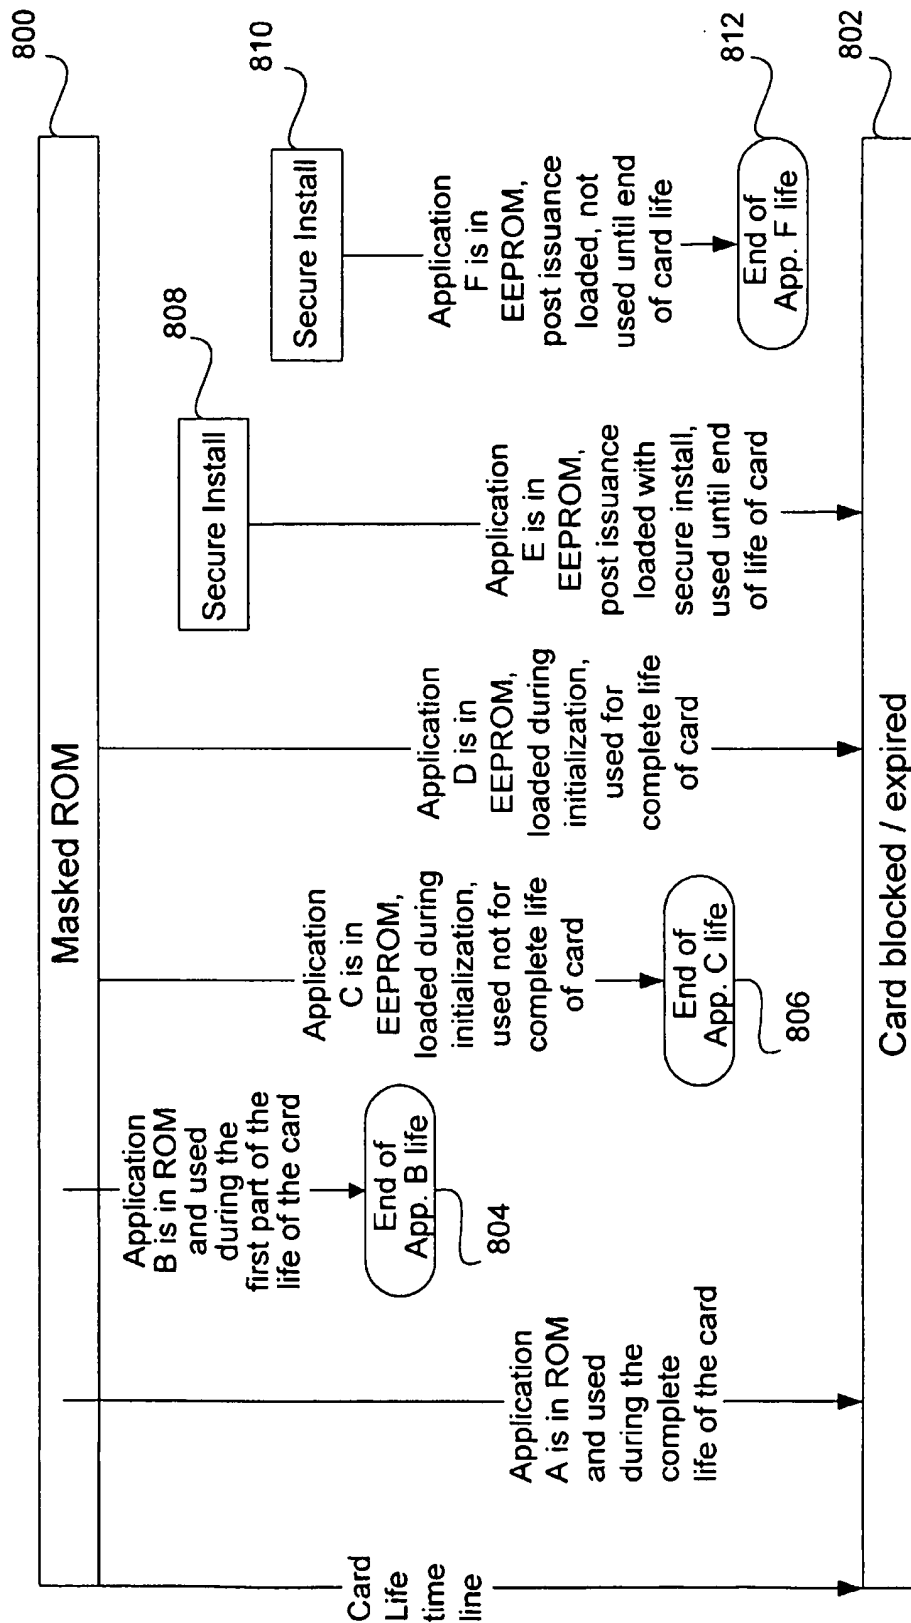 Masked ROM
800
Card
Life
time
line
Application
A is in ROM
and used
during the
complete
life of the card
Application
B is in ROM
and used
during the
first part of the
life of the card
End of
App. B life
804
Application
C is in
EEPROM,
loaded during
initialization,
used not for
complete life
of card
End of
App. C life
806
Application
D is in
EEPROM,
loaded during
initialization,
used for
complete life
of card
Secure Install
808
Application
E is in
EEPROM,
post issuance
loaded with
secure install,
used until end
of life of card
Secure Install
810
Application
F is in
EEPROM,
post issuance
loaded, not
used until end
of card life
End of
App. F life
812
Card blocked / expired
802